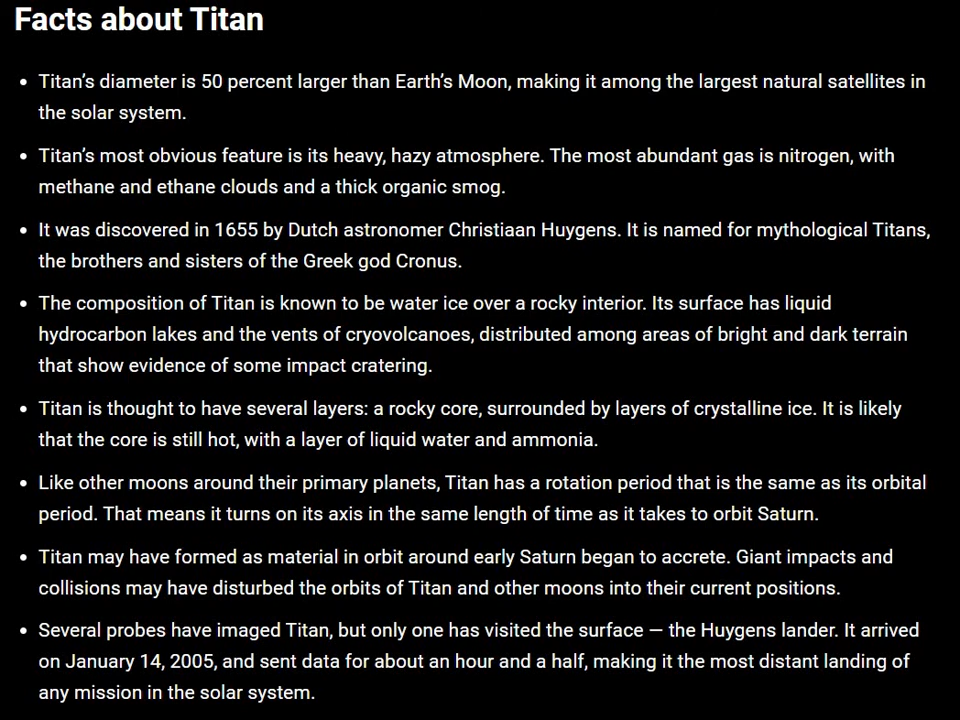 Facts about Titan
• Titan’s diameter is 50 percent larger than Earth’s Moon, making it among the largest natural satellites in
the solar system.
• Titan’s most obvious feature is its heavy, hazy atmosphere. The most abundant gas is nitrogen, with
methane and ethane clouds and a thick organic smog.
• It was discovered in 1655 by Dutch astronomer Christiaan Huygens. It is named for mythological Titans,
the brothers and sisters of the Greek god Cronus.
• The composition of Titan is known to be water ice over a rocky interior. Its surface has liquid
hydrocarbon lakes and the vents of cryovolcanoes, distributed among areas of bright and dark terrain
that show evidence of some impact cratering.
• Titan is thought to have several layers: a rocky core, surrounded by layers of crystalline ice. It is likely
that the core is still hot, with a layer of liquid water and ammonia.
• Like other moons around their primary planets, Titan has a rotation period that is the same as its orbital
period. That means it turns on its axis in the same length of time as it takes to orbit Saturn.
• Titan may have formed as material in orbit around early Saturn began to accrete. Giant impacts and
collisions may have disturbed the orbits of Titan and other moons into their current positions.
• Several probes have imaged Titan, but only one has visited the surface — the Huygens lander. It arrived
on January 14, 2005, and sent data for about an hour and a half, making it the most distant landing of
any mission in the solar system.